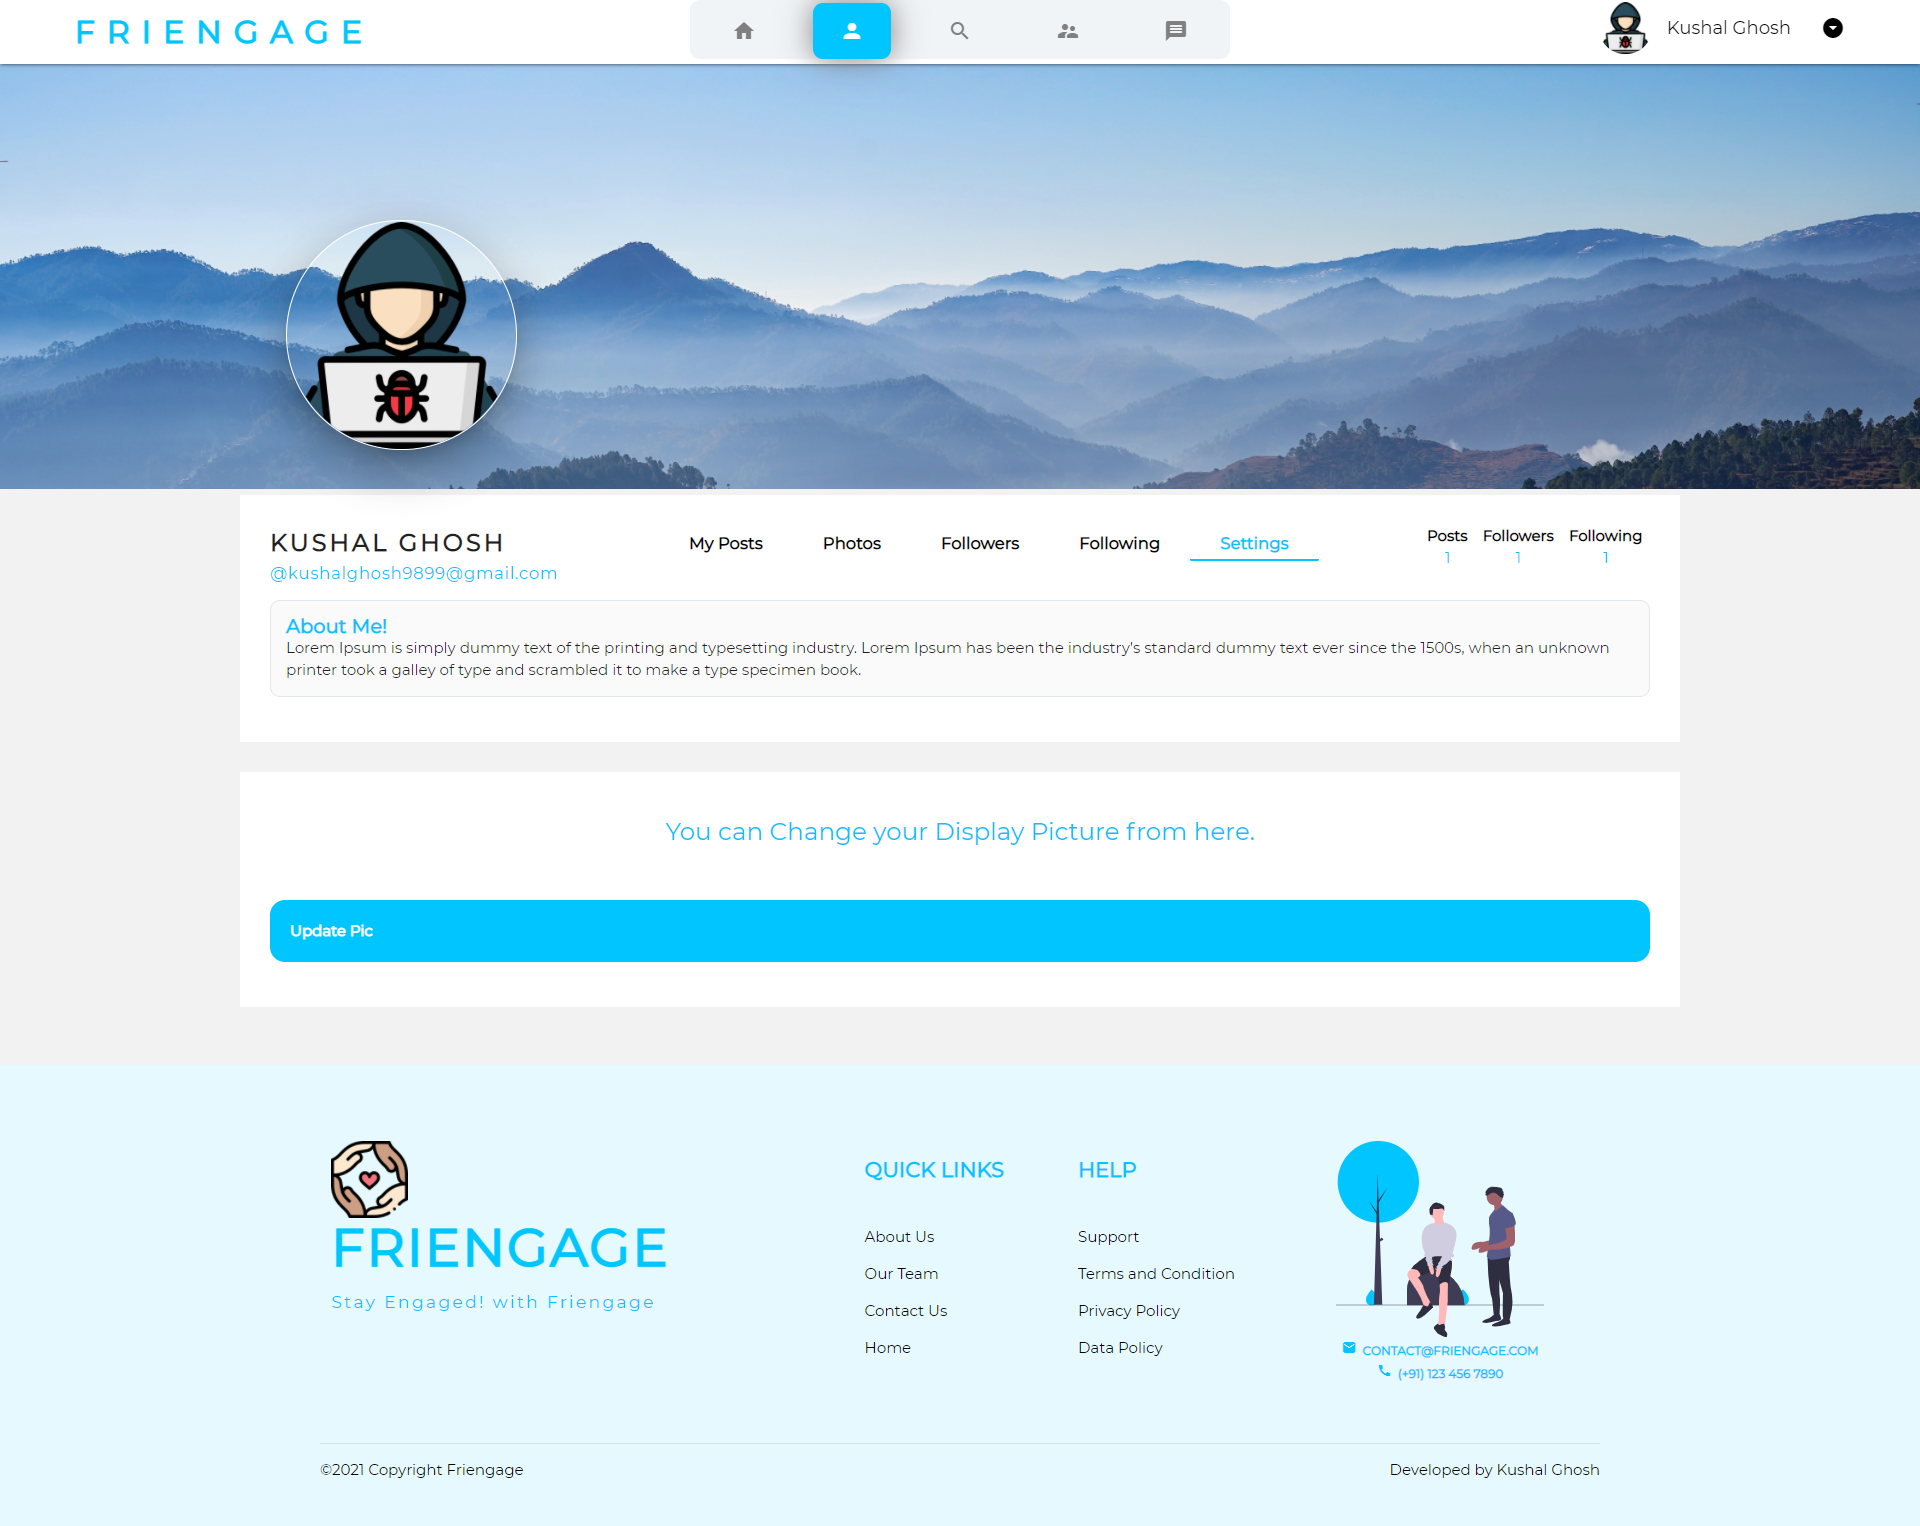 FRIENGAGE
Kushal Ghosh
KUSHAL GHOSH
@kushalghosh9899@gmail.com
My Posts
Photos
Followers
Following
Settings
Posts
1
Followers
1
Following
1
About Me!
Lorem Ipsum is simply dummy text of the printing and typesetting industry. Lorem Ipsum has been the industry's standard dummy text ever since the 1500s, when an unknown
printer took a galley of type and scrambled it to make a type specimen book.
You can Change your Display Picture from here.
Update Pic
FRIENGAGE
Stay Engaged! with Friengage
QUICK LINKS
About Us
Our Team
Contact Us
Home
HELP
Support
Terms and Condition
Privacy Policy
Data Policy
CONTACT@FRIENGAGE.COM
(+91) 123 456 7890
©2021 Copyright Friengage
Developed by Kushal Ghosh